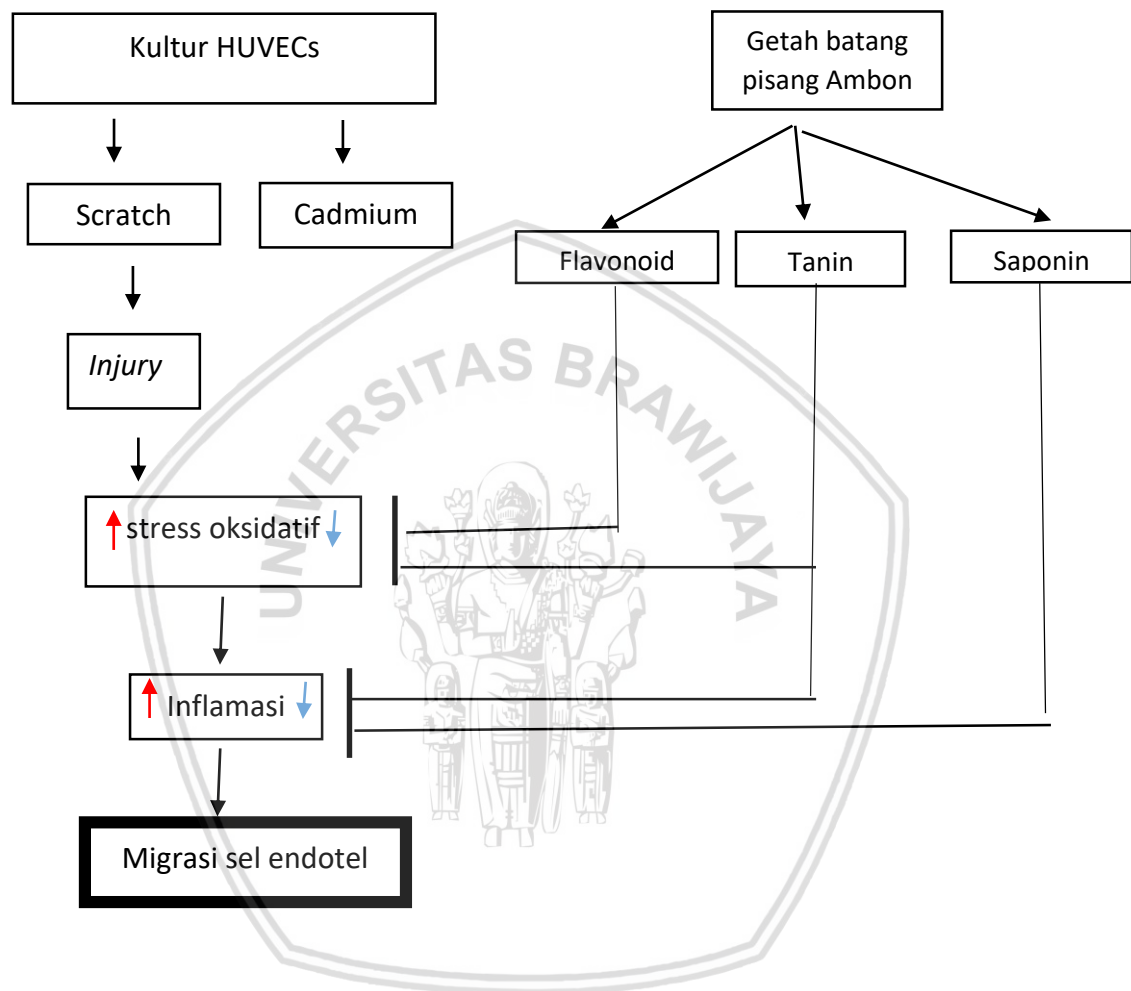 Kultur HUVECs
Getah batang
pisang Ambon
Scratch
Cadmium
Flavonoid
Tanin
Saponin
Injury
UNIVERSITAS BRAWIJAYA
stress oksidatif
Inflamasi
Migrasi sel endotel